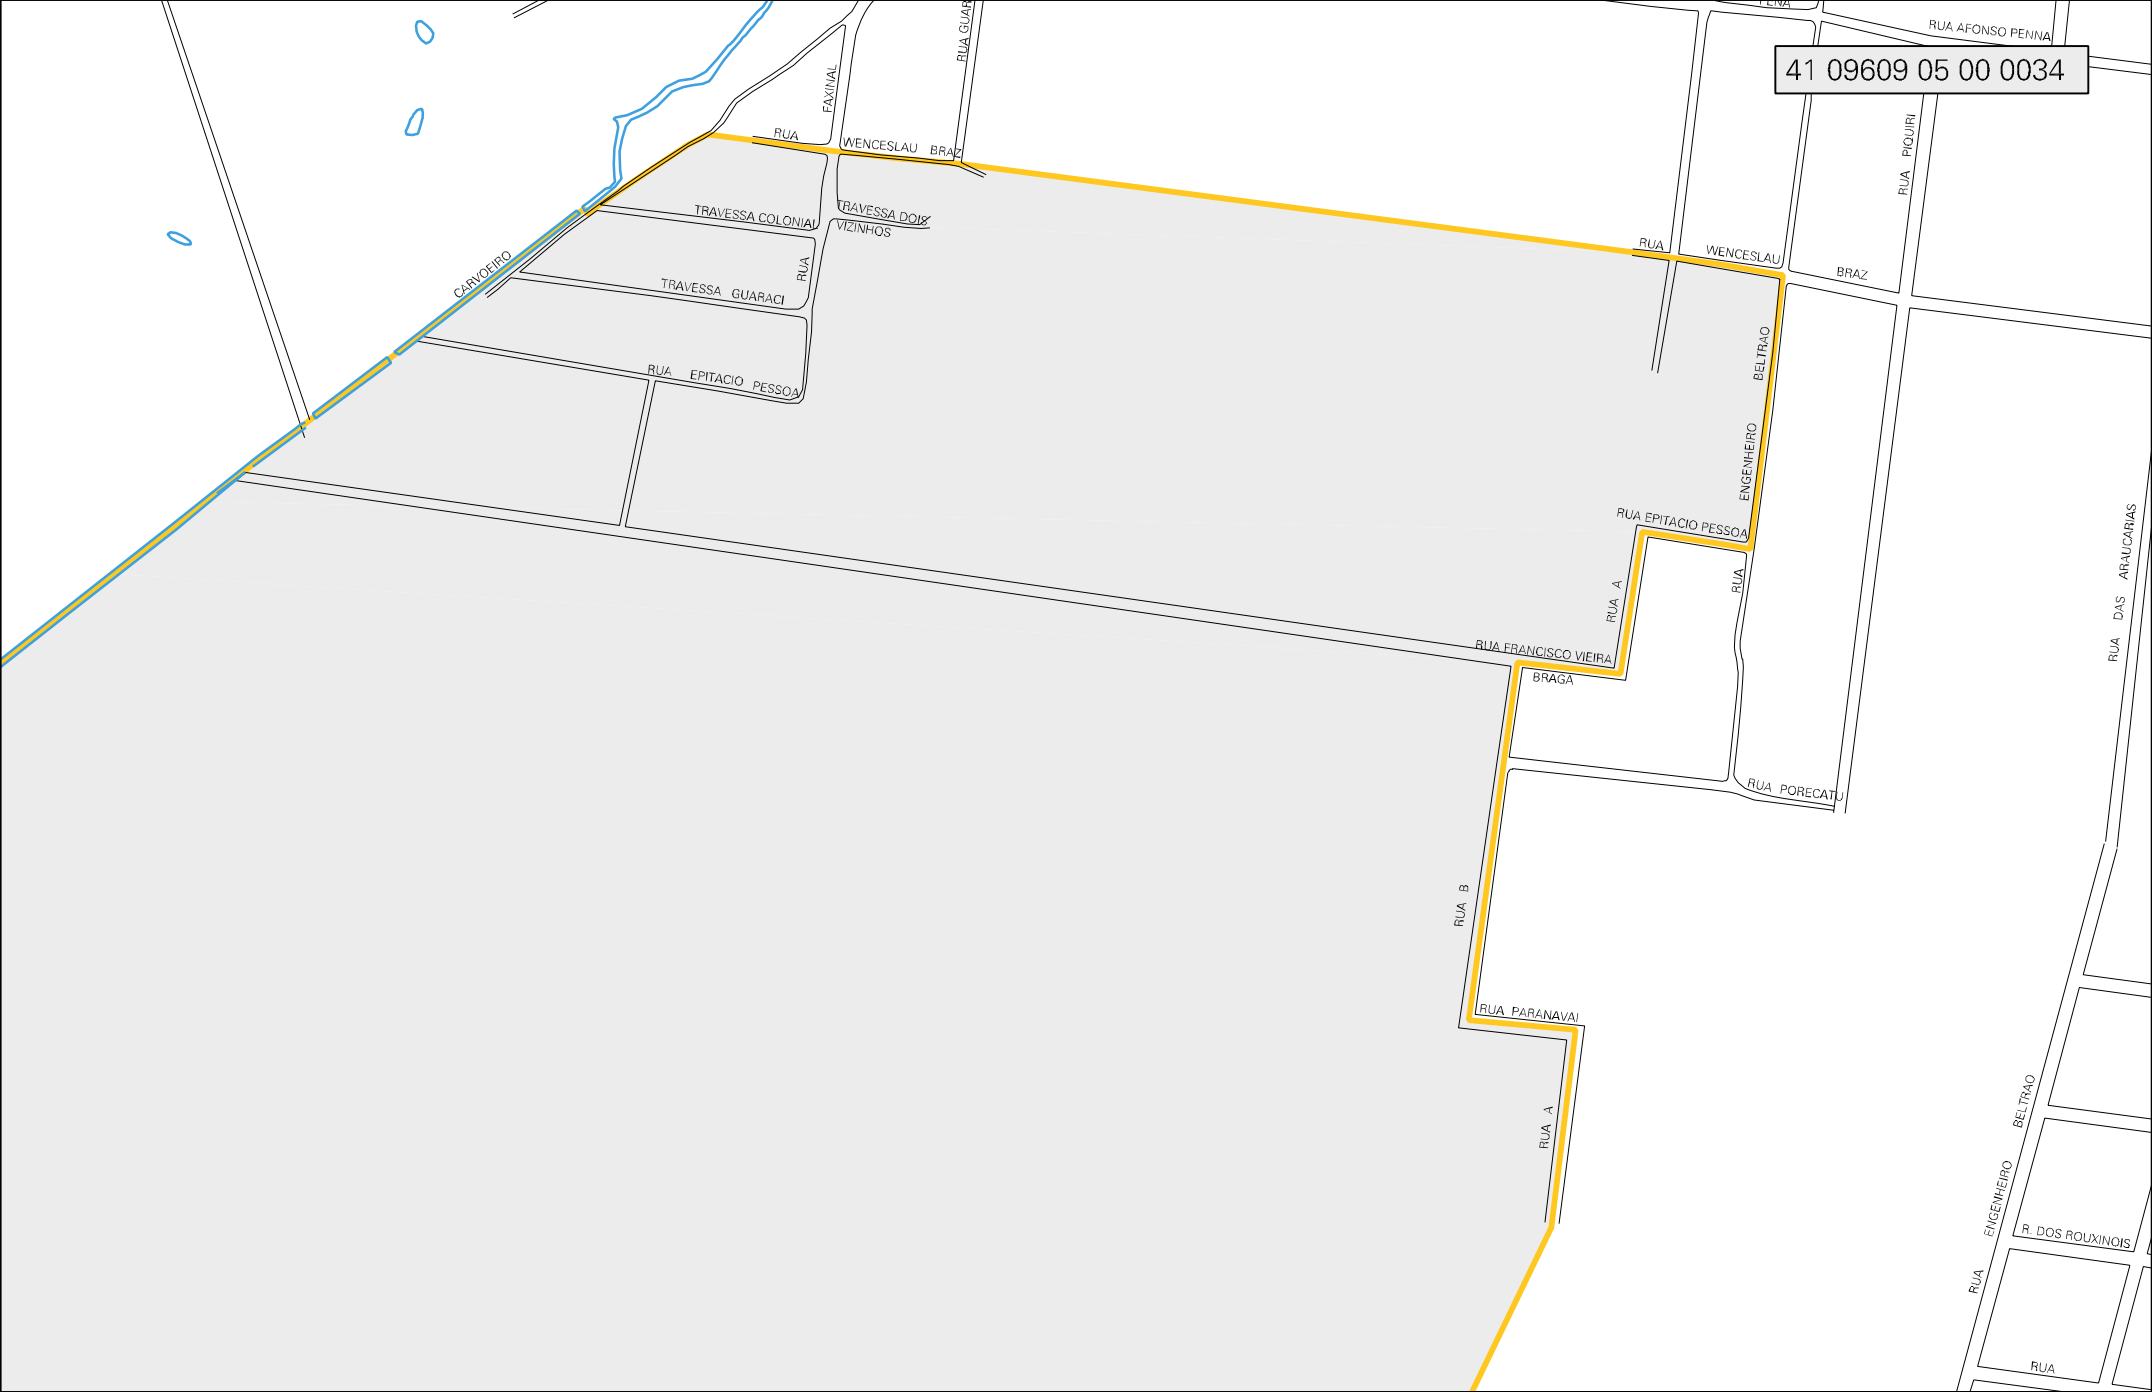 PENA
RUA AFONSO PENNA
41 09609 05 00 0034
RUA GUAR
FAXINAL
RUA
WENCESLAU BRAZ
RUA PIQUIRI
TRAVESSA COLONIAL
TRAVESSA DOIS
VIZINHOS
RUA
CARVOEIRO
TRAVESSA GUARACI
RUA
WENCESLAU
BRAZ
RUA EPITACIO PESSOA
RUA ENGENHEIRO BELTRAO
RUA EPITACIO PESSOA
RUA A
RUA FRANCISCO VIEIRA
BRAGA
RUA DAS ARAUCARIAS
RUA PORECATU
RUA B
RUA PARANAVAI
RUA A
RUA ENGENHEIRO BELTRAO
R. DOS ROUXINOIS
RUA